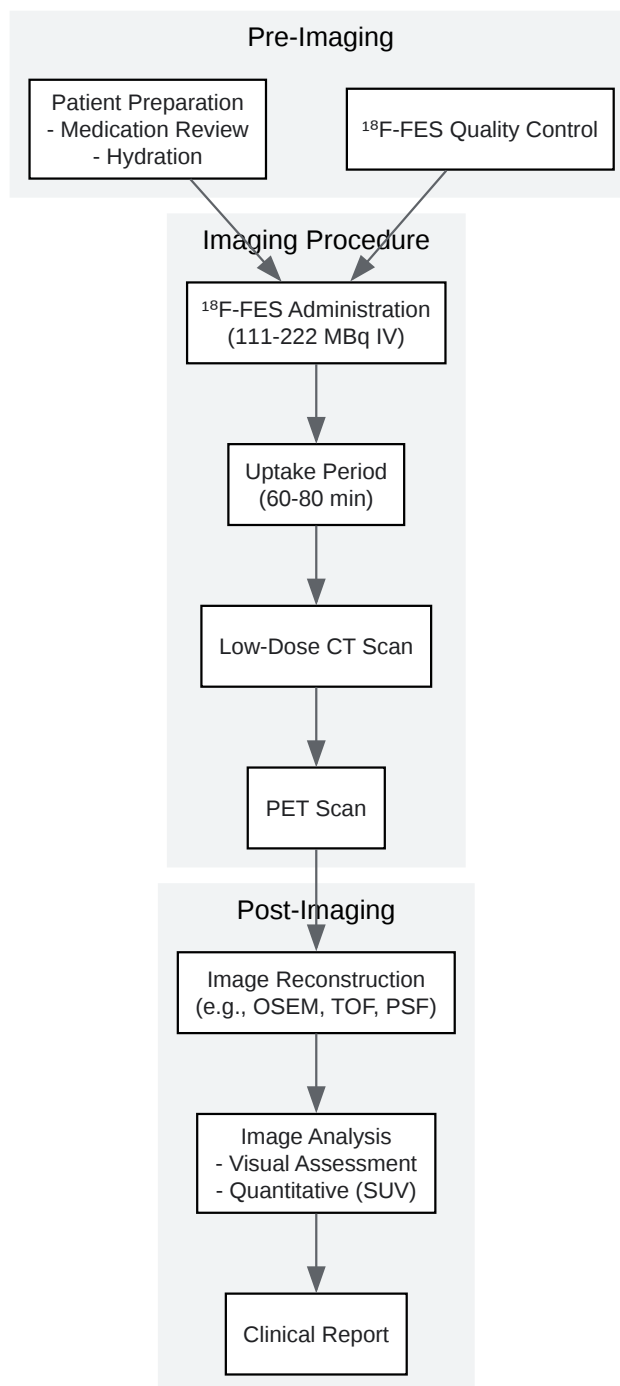 Pre-Imaging
Patient Preparation
- Medication Review
- Hydration
¹⁸F-FES Quality Control
Imaging Procedure
¹⁸F-FES Administration
(111-222 MBq IV)
Uptake Period
(60-80 min)
Low-Dose CT Scan
PET Scan
Post-Imaging
Image Reconstruction
(e.g., OSEM, TOF, PSF)
Image Analysis
- Visual Assessment
- Quantitative (SUV)
Clinical Report